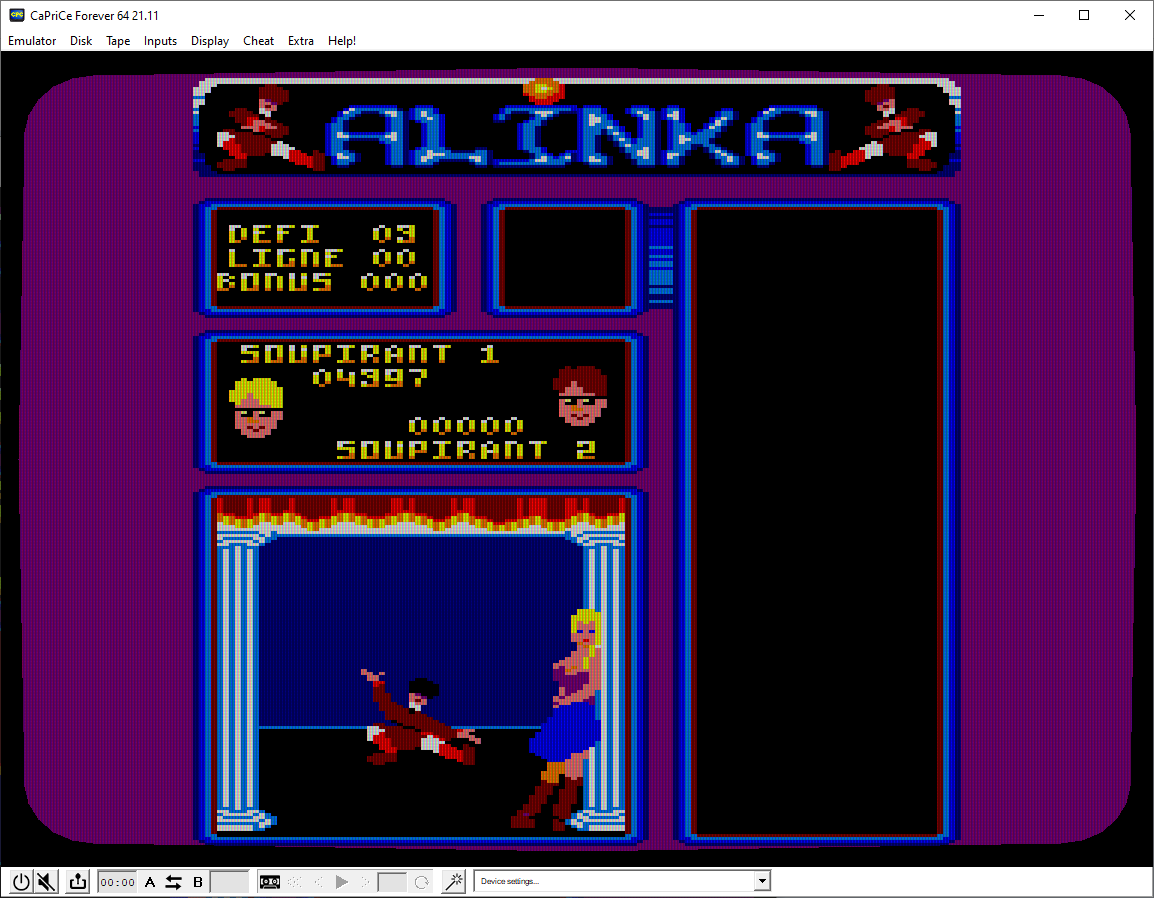 CaPriCe Forever 64 21.11
Emulator Disk Tape Inputs Display Cheat Extra Help!
ALINKA
DEFI 09
LIGNE 00
BONUS 000
SOUPIRANT 1
04397
00000
SOUPIRANT 2
00:00 A B Device settings...